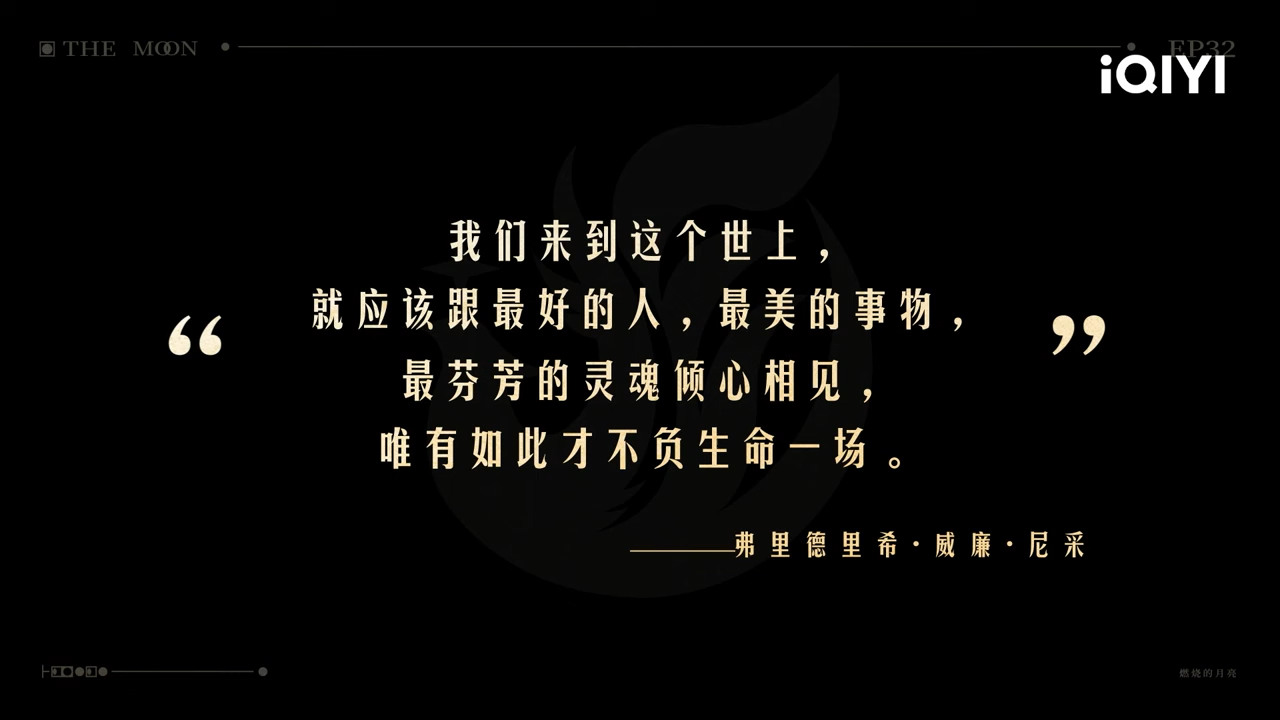 THE MOON
EP32
iQIYI
“
我们来到这个世上，
就应该跟最好的人，最美的事物，
最芬芳的灵魂倾心相见，
唯有如此才不负生命一场。
”
——弗里德里希·威廉·尼采
燃烧的月亮